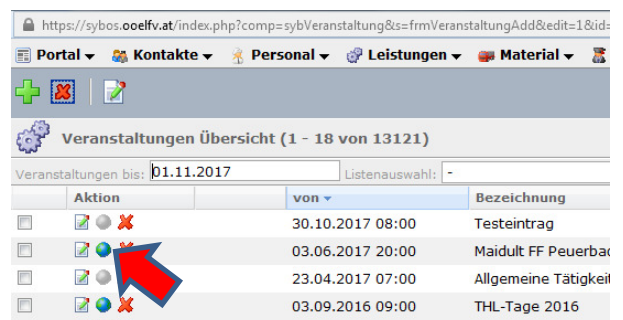 https://sybos.ooelfv.at/index.php?comp=sybVeranstaltung&s=frmVeranstaltungAdd&edit=1&id=
Portal Kontakte Personal Leistungen Material
Veranstaltungen Übersicht (1 - 18 von 13121)
Veranstaltungen bis: 01.11.2017 Listenauswahl: -
Aktion von Bezeichnung
30.10.2017 08:00 Testeintrag
03.06.2017 20:00 Maidult FF Peuerbac
23.04.2017 07:00 Allgemeine Tätigkeit
03.09.2016 09:00 THL-Tage 2016